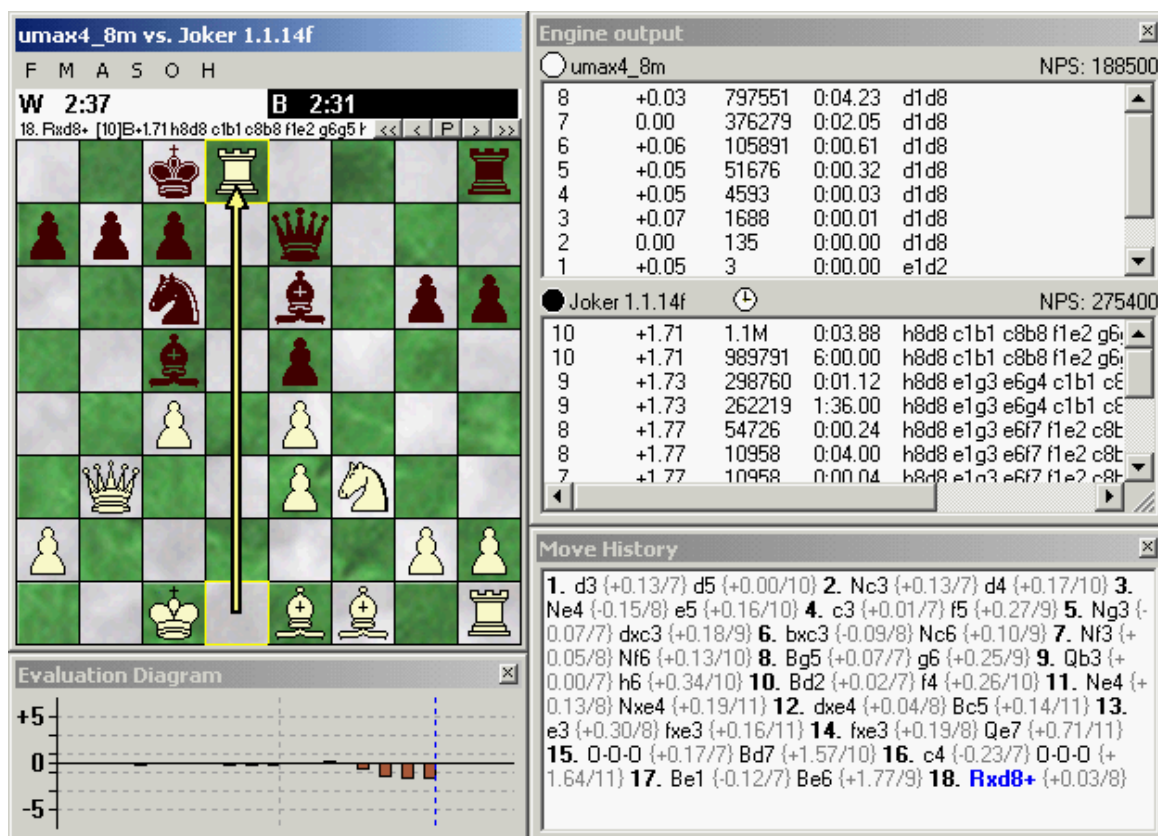 umax4_8m vs. Joker 1.1.14f
F M A S O H
W 2:37 B 2:31
18. Rxd8+ [10]B+1.71 h8d8 c1b1 c8b8 f1e2 g6g5 << < P > >>
Engine output
umax4_8m NPS: 188500
8 +0.03 797551 0:04.23 d1d8
7 0.00 376279 0:02.05 d1d8
6 +0.06 105891 0:00.61 d1d8
5 +0.05 51676 0:00.32 d1d8
4 +0.05 4593 0:00.03 d1d8
3 +0.07 1688 0:00.01 d1d8
2 0.00 135 0:00.00 d1d8
1 +0.05 3 0:00.00 e1d2
Joker 1.1.14f NPS: 275400
10 +1.71 1.1M 0:03.88 h8d8 c1b1 c8b8 f1e2 g6
10 +1.71 989791 6:00.00 h8d8 c1b1 c8b8 f1e2 g6
9 +1.73 298760 0:01.12 h8d8 e1g3 e6g4 c1b1 c8
9 +1.73 262219 1:36.00 h8d8 e1g3 e6g4 c1b1 c8
8 +1.77 54726 0:00.24 h8d8 e1g3 e6f7 f1e2 c8b
8 +1.77 10958 0:04.00 h8d8 e1g3 e6f7 f1e2 c8b
7 +1.77 10958 0:00.04 h8d8 e1g3 e6f7 f1e2 c8b
Move History
1. d3 {+0.13/7} d5 {+0.00/10} 2. Nc3 {+0.13/7} d4 {+0.17/10} 3.
Ne4 {-0.15/8} e5 {+0.16/10} 4. c3 {+0.01/7} f5 {+0.27/9} 5. Ng3 {-
0.07/7} dxc3 {+0.18/9} 6. bxc3 {-0.09/8} Nc6 {+0.10/9} 7. Nf3 {+
0.05/8} Nf6 {+0.13/10} 8. Bg5 {+0.07/7} g6 {+0.25/9} 9. Qb3 {+
0.00/7} h6 {+0.34/10} 10. Bd2 {+0.02/7} f4 {+0.26/10} 11. Ne4 {+
0.13/8} Nxe4 {+0.19/11} 12. dxe4 {+0.04/8} Bc5 {+0.14/11} 13.
e3 {+0.30/8} fxe3 {+0.16/11} 14. fxe3 {+0.19/8} Qe7 {+0.71/11}
15. O-O-O {+0.17/7} Bd7 {+1.57/10} 16. c4 {-0.23/7} O-O-O {+
1.64/11} 17. Be1 {-0.12/7} Be6 {+1.77/9} 18. Rxd8+ {+0.03/8}
Evaluation Diagram
+5
0
-5